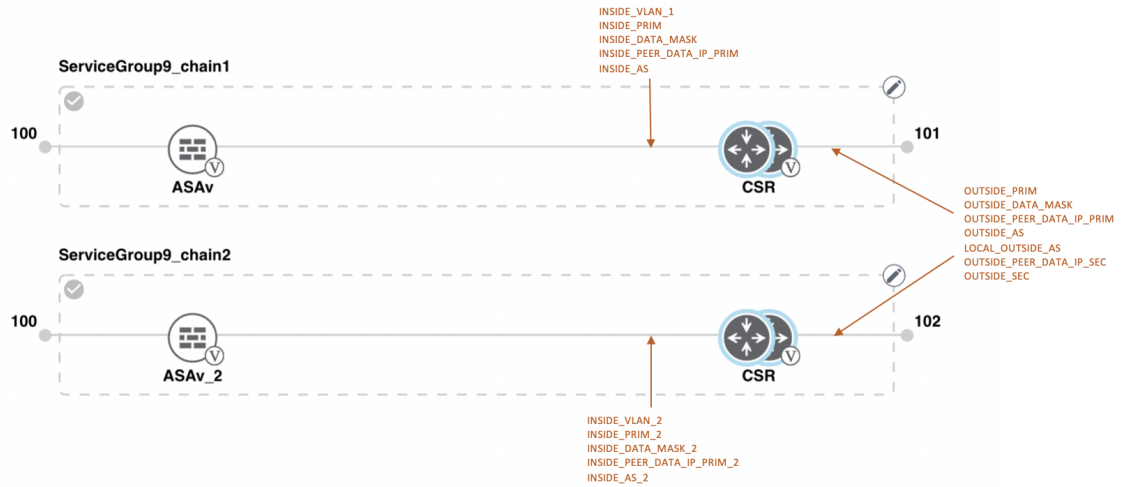 INSIDE_VLAN_1
INSIDE_PRIM
INSIDE_DATA_MASK
INSIDE_PEER_DATA_IP_PRIM
INSIDE_AS
ServiceGroup9_chain1
100
101
V
V
ASAv
CSR
OUTSIDE_PRIM
OUTSIDE_DATA_MASK
OUTSIDE_PEER_DATA_IP_PRIM
OUTSIDE_AS
LOCAL_OUTSIDE_AS
OUTSIDE_PEER_DATA_IP_SEC
OUTSIDE_SEC
ServiceGroup9_chain2
100
102
V
V
ASAv_2
CSR
INSIDE_VLAN_2
INSIDE_PRIM_2
INSIDE_DATA_MASK_2
INSIDE_PEER_DATA_IP_PRIM_2
INSIDE_AS_2